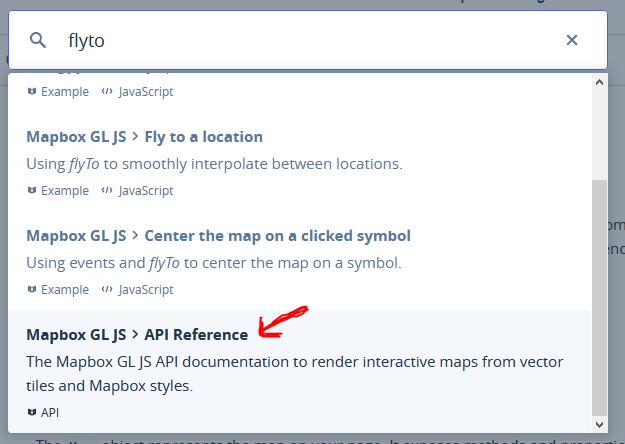 flyto
Example JavaScript
Mapbox GL JS > Fly to a location
Using flyTo to smoothly interpolate between locations.
Example JavaScript
Mapbox GL JS > Center the map on a clicked symbol
Using events and flyTo to center the map on a symbol.
Example JavaScript
Mapbox GL JS > API Reference
The Mapbox GL JS API documentation to render interactive maps from vector
tiles and Mapbox styles.
API